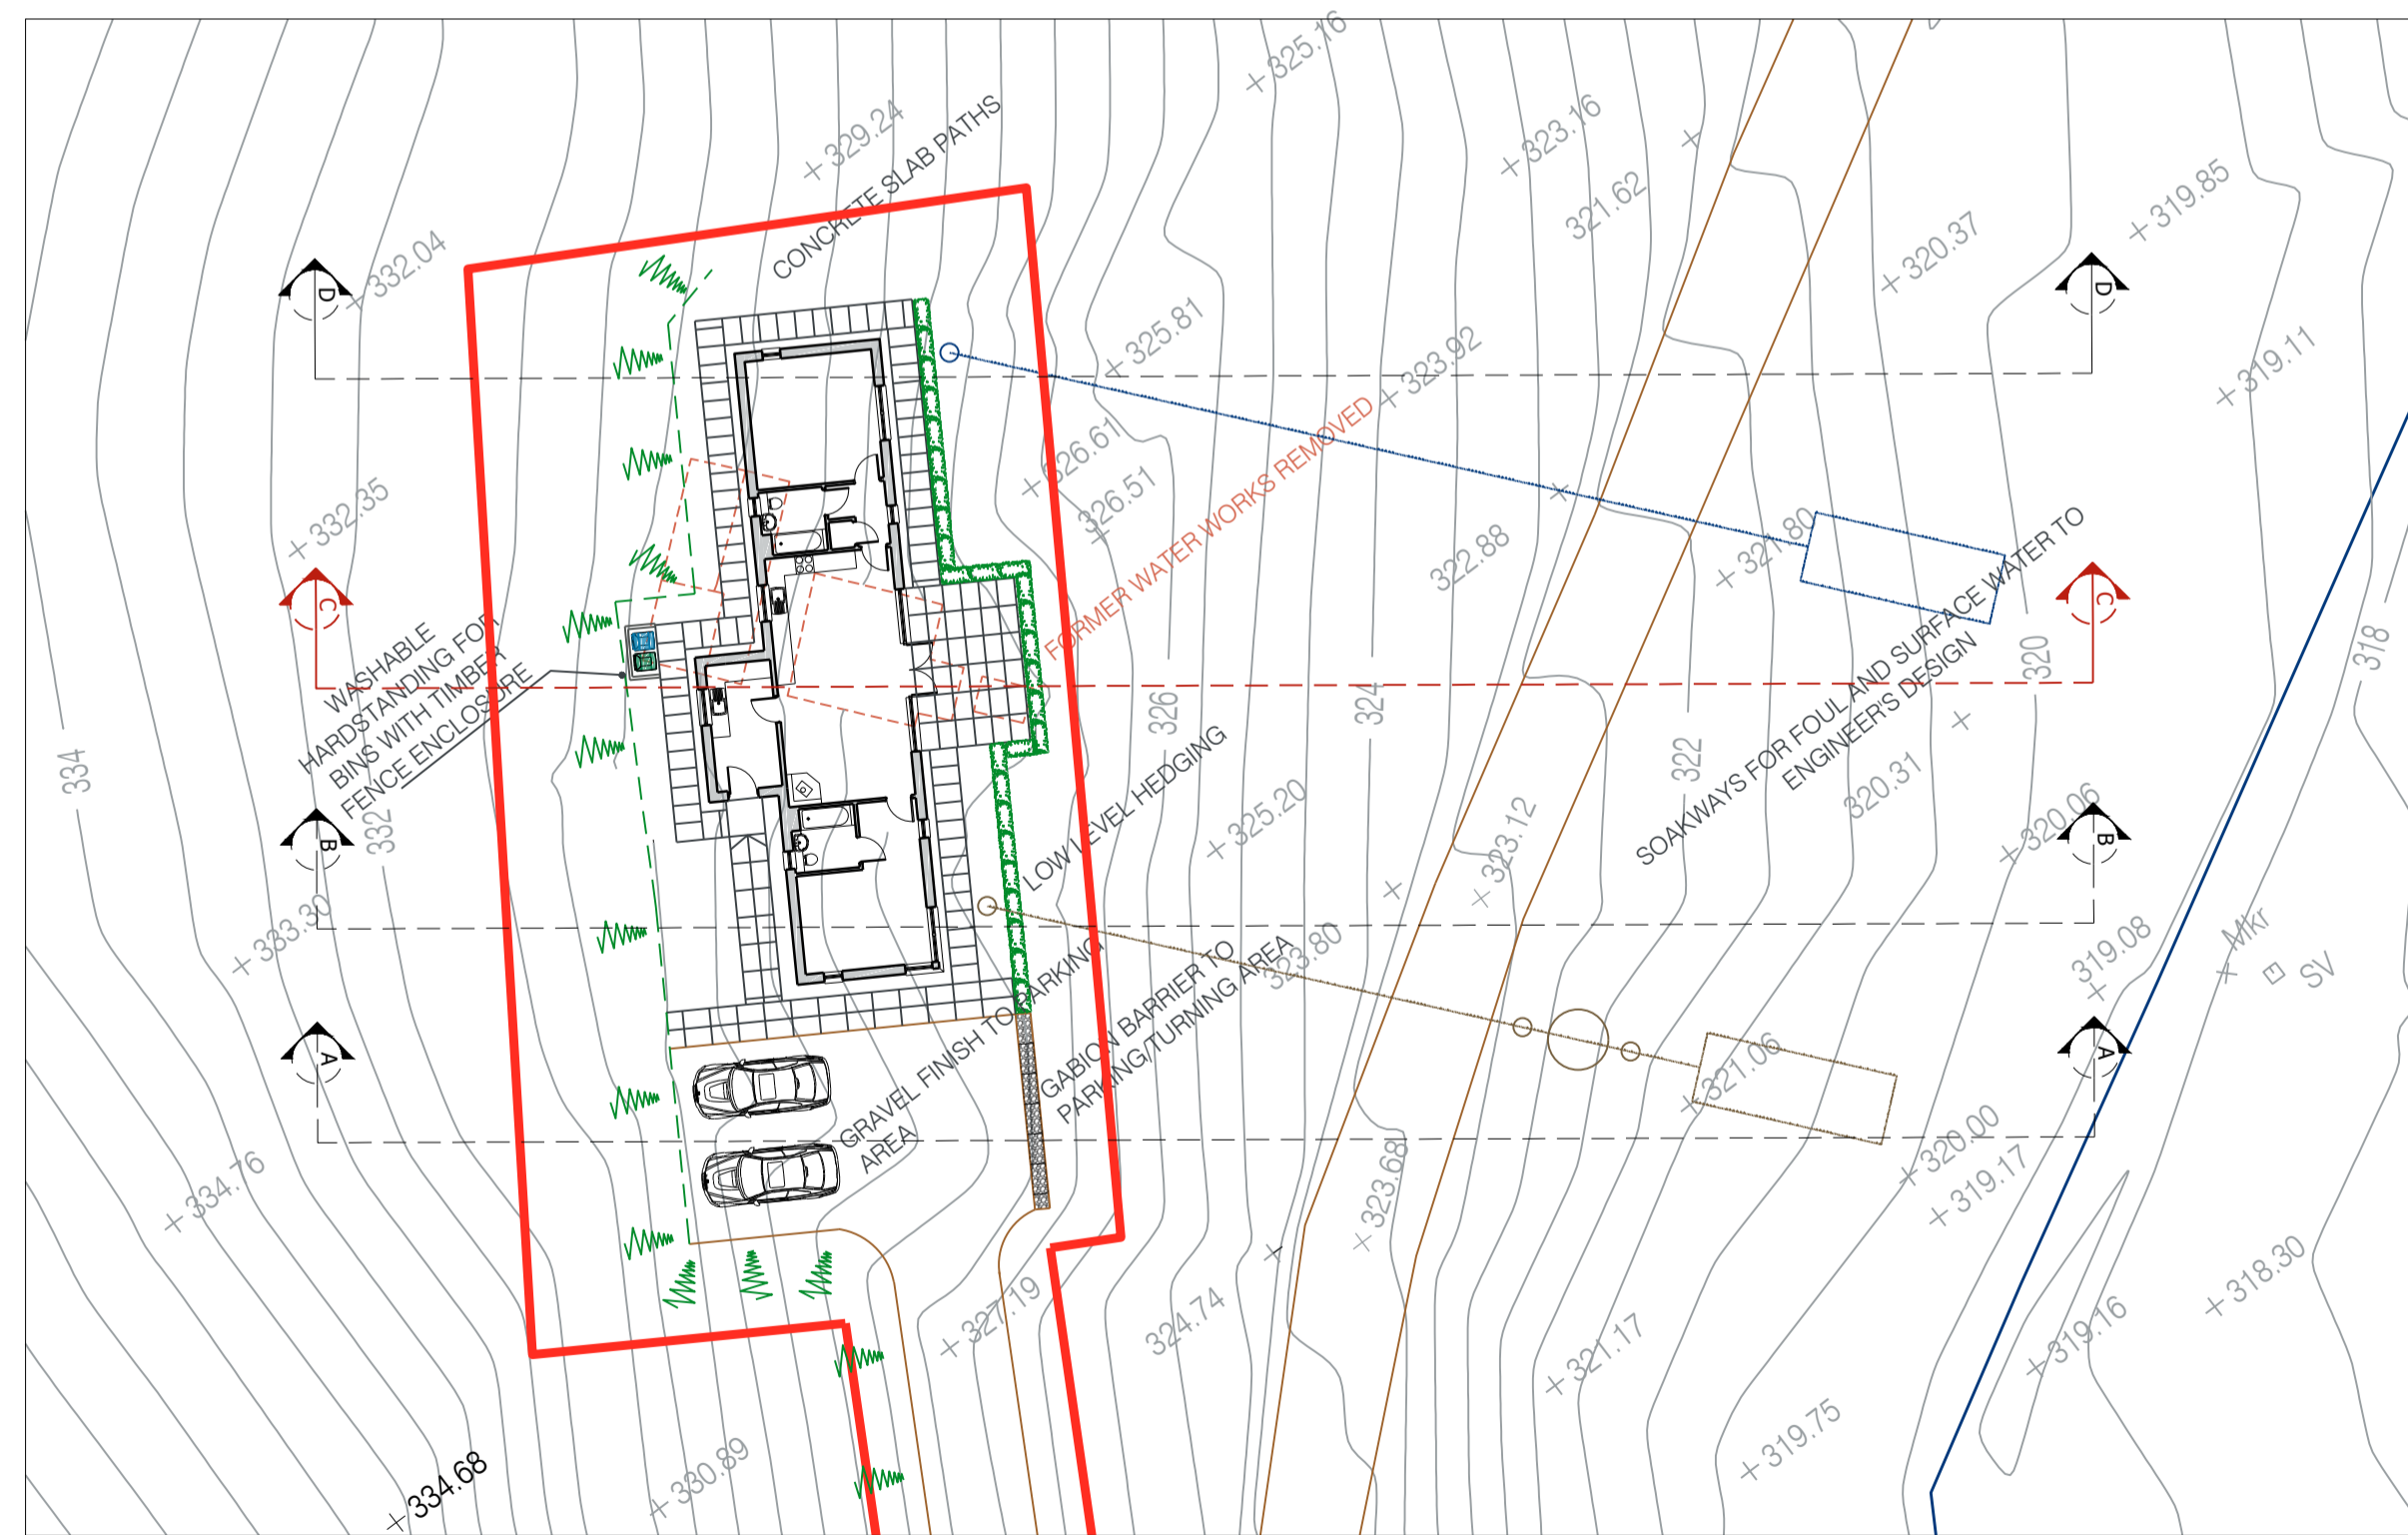 + 325.16
+ 329.24
CONCRETE SLAB PATHS
+ 323.16
321.62
+ 319.85
+ 320.37
+ 332.04
D
D
+ 325.81
+ 323.92
+ 319.11
+ 332.35
+ 326.61
326.51
FORMER WATER WORKS REMOVED
322.88
+ 321.80
SOAKWAYS FOR FOUL AND SURFACE WATER TO
ENGINEER'S DESIGN
C
C
WASHABLE
HARDSTANDING FOR
BINS WITH TIMBER
FENCE ENCLOSURE
334
332
326
324
322
320
318
LOW LEVEL HEDGING
+ 325.20
+ 323.12
320.31
+ 320.06
B
B
+ 333.30
323.80
319.08
Mkr
SV
GRAVEL FINISH TO PARKING
AREA
GABION BARRIER TO
PARKING/TURNING AREA
A
A
+ 321.06
+ 320.00
+ 319.17
+ 334.76
+ 323.68
+ 318.30
+ 327.19
324.74
+ 321.17
+ 319.16
+ 319.75
+ 334.68
+ 330.89